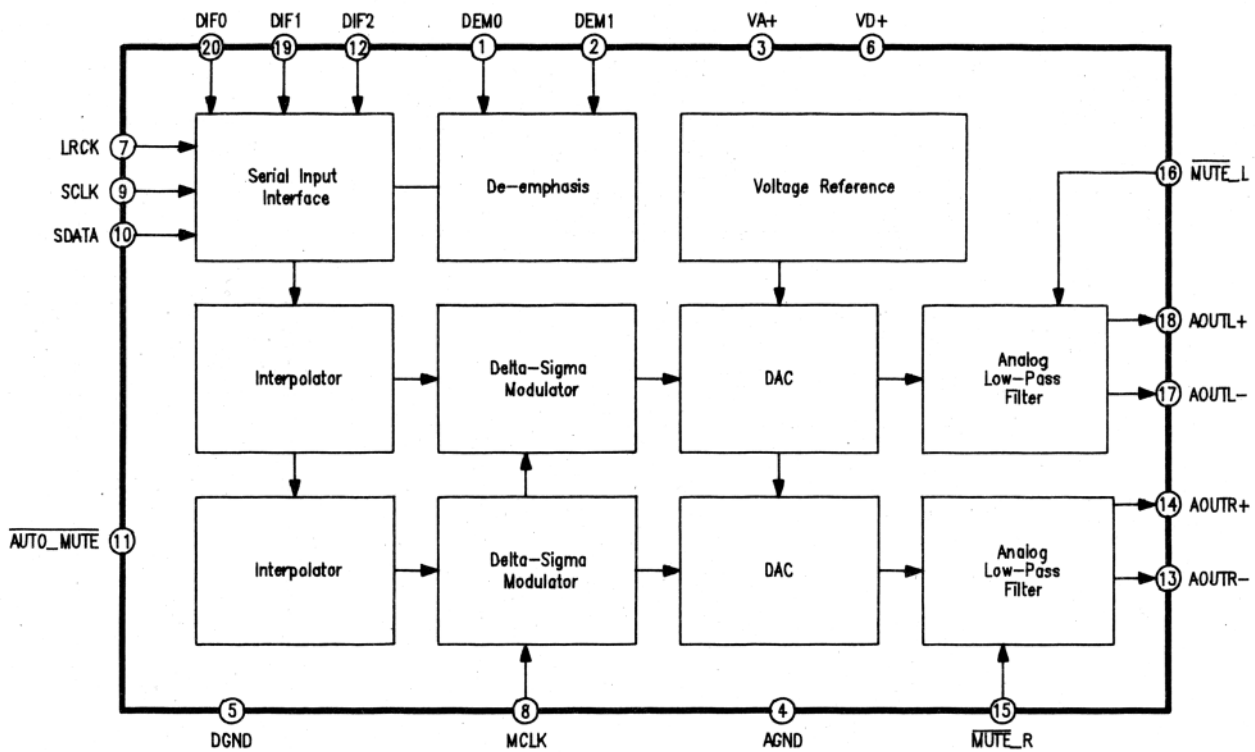 DIF0 DIF1 DIF2 DEM0 DEM1 VA+ VD+
20 19 12 1 2 3 6
LRCK 7
SCLK 9
SDATA 10
Serial Input
Interface
De-emphasis
Voltage Reference
16 MUTE_L
Interpolator
Delta-Sigma
Modulator
DAC
Analog
Low-Pass
Filter
18 AOUTL+
17 AOUTL-
AUTO_MUTE 11
Interpolator
Delta-Sigma
Modulator
DAC
Analog
Low-Pass
Filter
14 AOUTR+
13 AOUTR-
5 8 4 15
DGND MCLK AGND MUTE_R